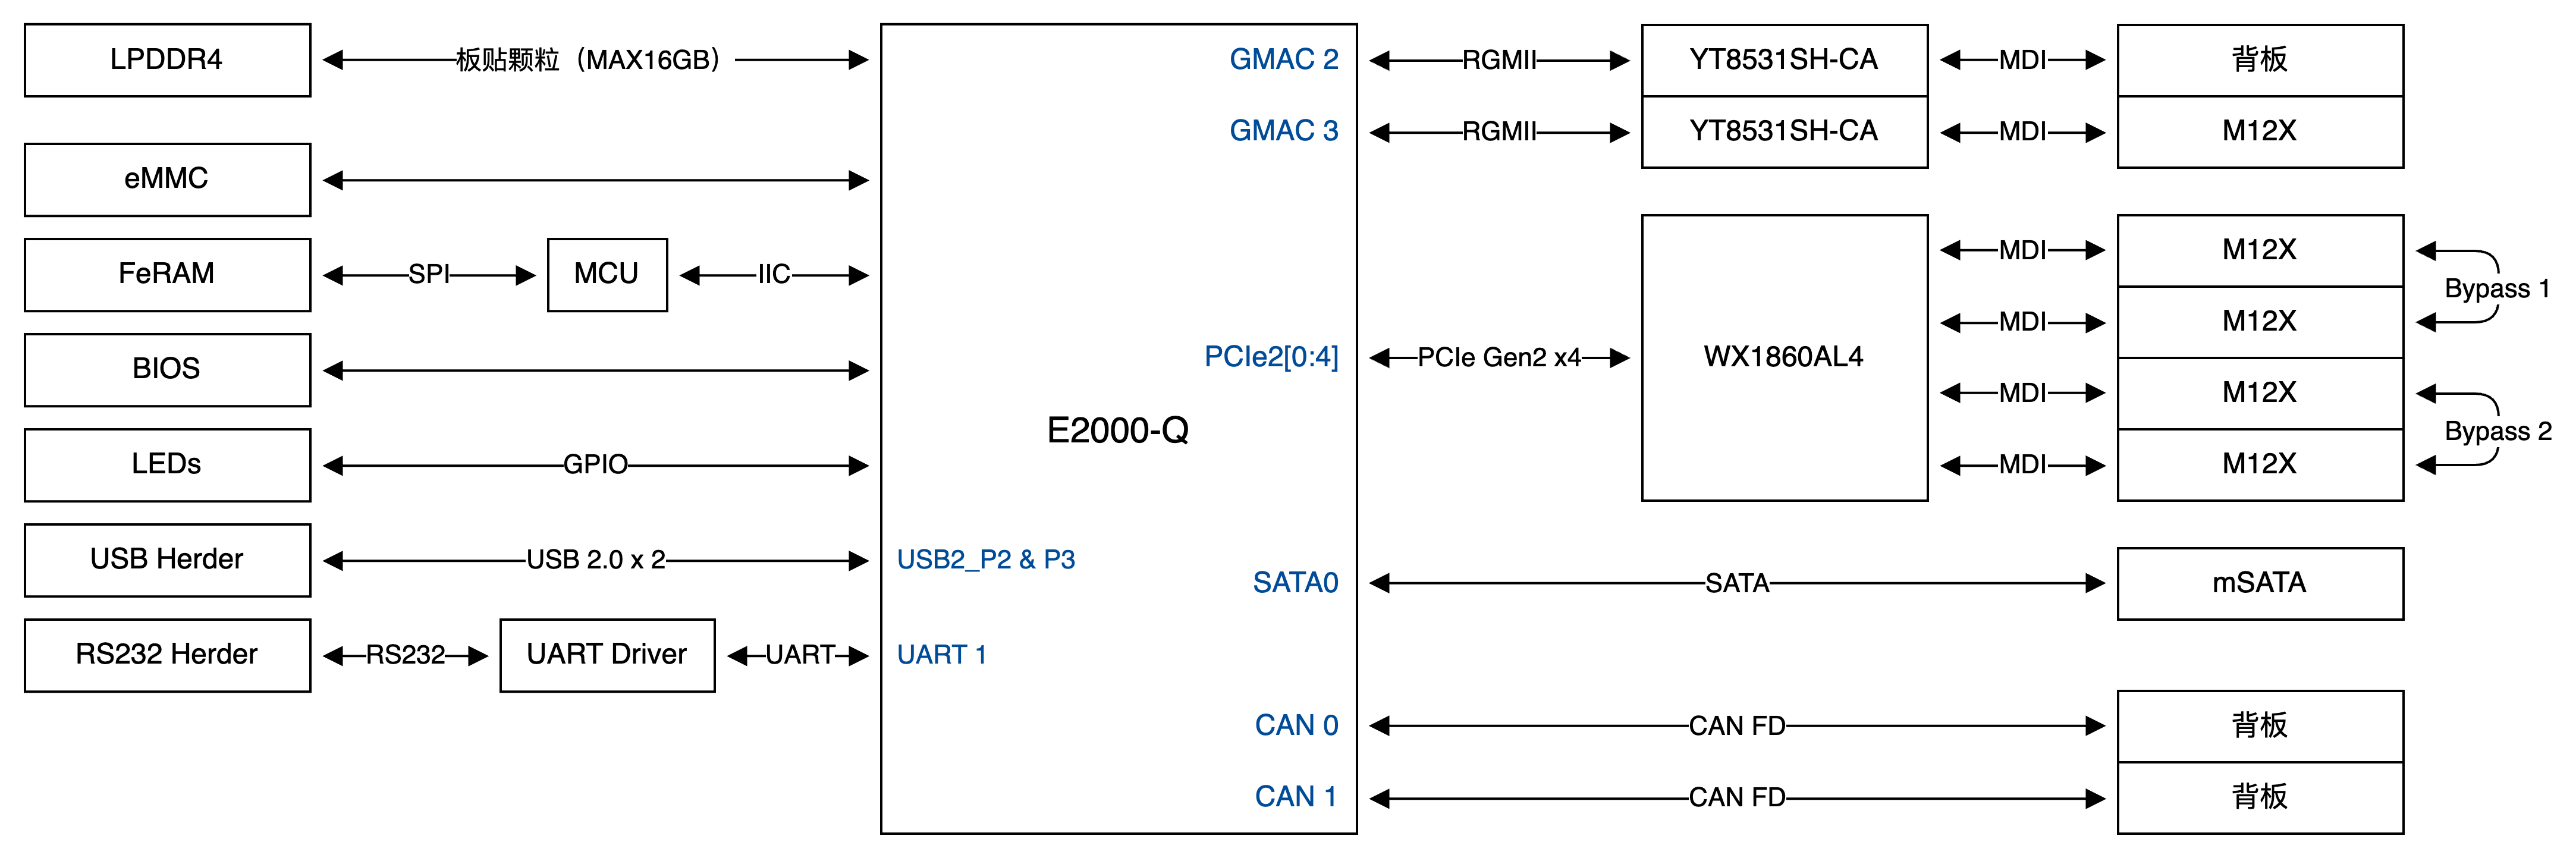 LPDDR4
板贴颗粒（MAX16GB）
eMMC
FeRAM
SPI
MCU
IIC
BIOS
LEDs
GPIO
USB Herder
USB 2.0 x 2
RS232 Herder
RS232
UART Driver
UART
E2000-Q
USB2_P2 & P3
UART 1
GMAC 2
GMAC 3
PCIe2[0:4]
SATA0
CAN 0
CAN 1
RGMII
YT8531SH-CA
MDI
背板
RGMII
YT8531SH-CA
MDI
M12X
PCIe Gen2 x4
WX1860AL4
MDI
M12X
MDI
M12X
Bypass 1
MDI
M12X
MDI
M12X
Bypass 2
SATA
mSATA
CAN FD
背板
CAN FD
背板